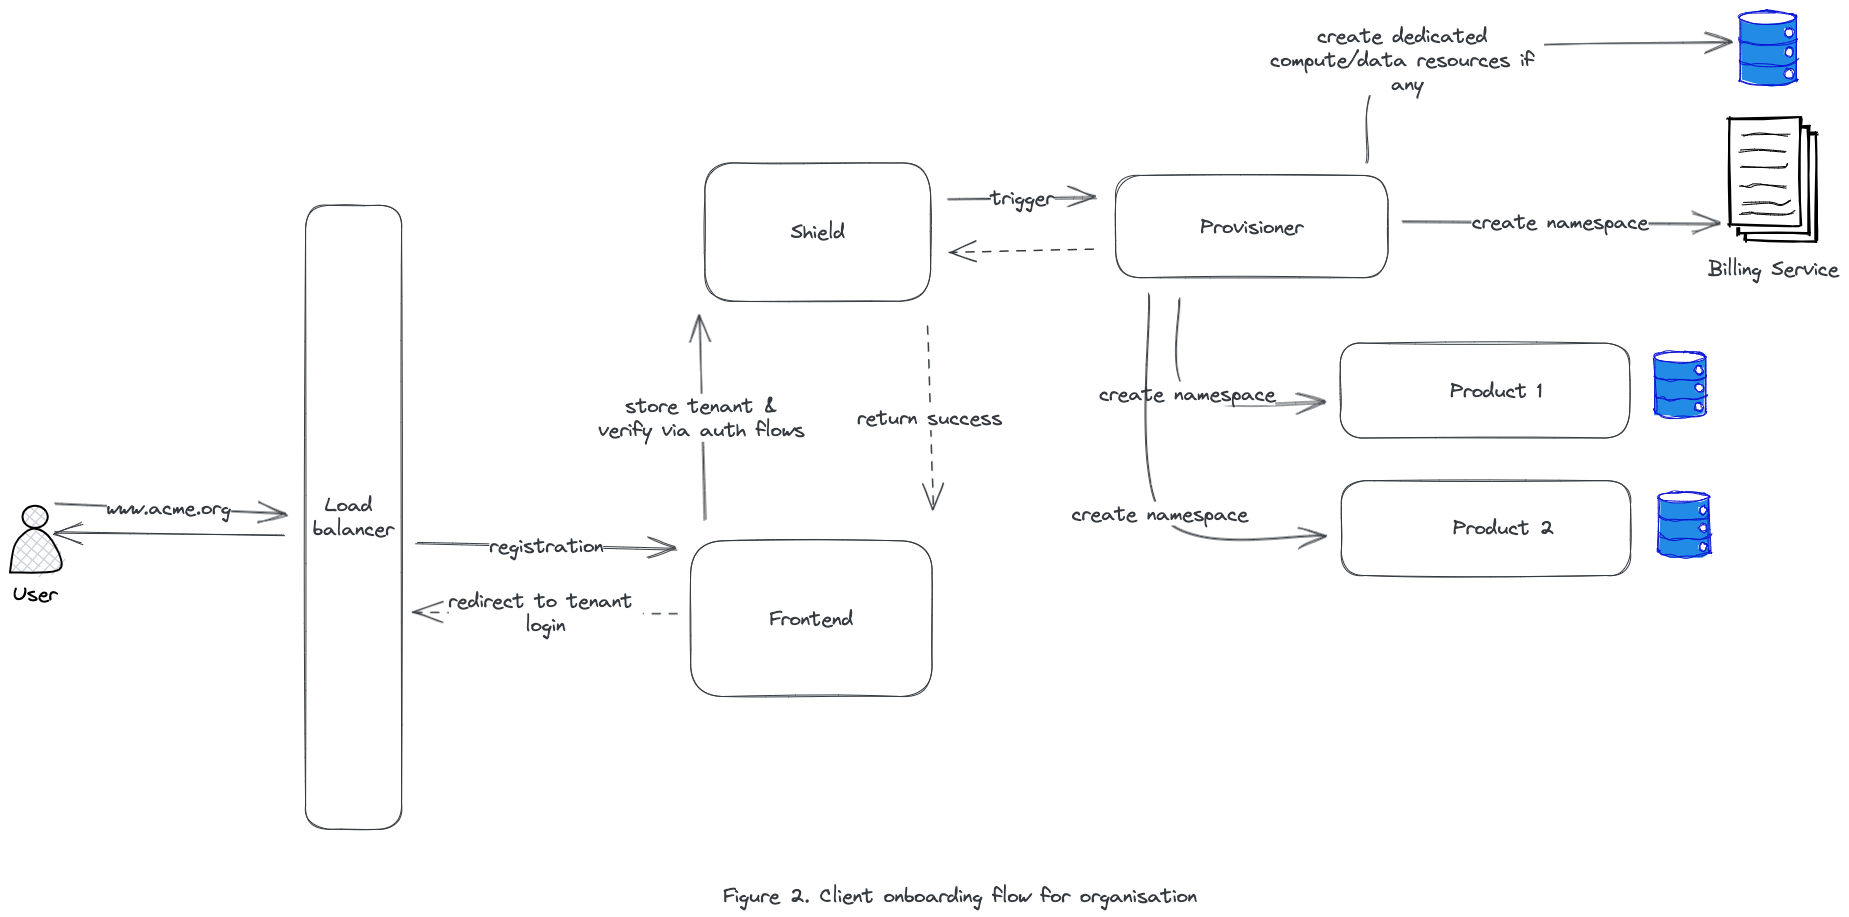 create dedicated
compute/data resources if
any
Shield
trigger
Provisioner
create namespace
Billing Service
store tenant &
verify via auth flows
return success
create namespace
Product 1
www.acme.org
Load
balancer
create namespace
Product 2
User
registration
redirect to tenant
login
Frontend
Figure 2. Client onboarding flow for organisation